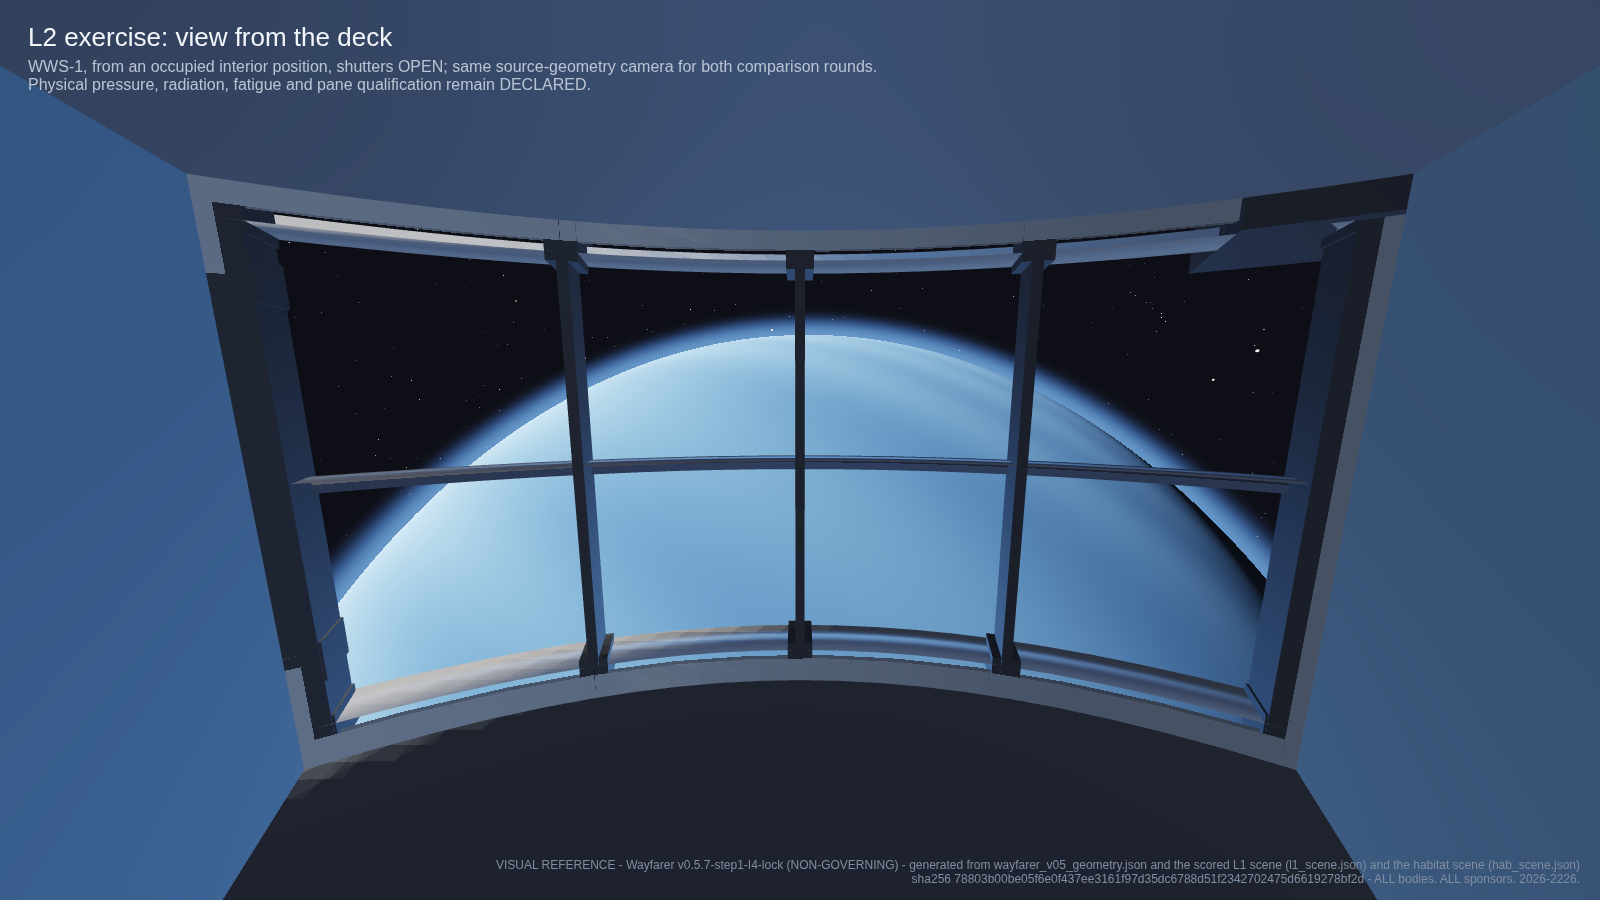 L2 exercise: view from the deck
WWS-1, from an occupied interior position, shutters OPEN; same source-geometry camera for both comparison rounds.
Physical pressure, radiation, fatigue and pane qualification remain DECLARED.
VISUAL REFERENCE - Wayfarer v0.5.7-step1-l4-lock (NON-GOVERNING) - generated from wayfarer_v05_geometry.json and the scored L1 scene (l1_scene.json) and the habitat scene (hab_scene.json)
sha256 78803b00be05f6e0f437ee3161f97d35dc6788d51f2342702475d6619278bf2d - ALL bodies. ALL sponsors. 2026-2226.